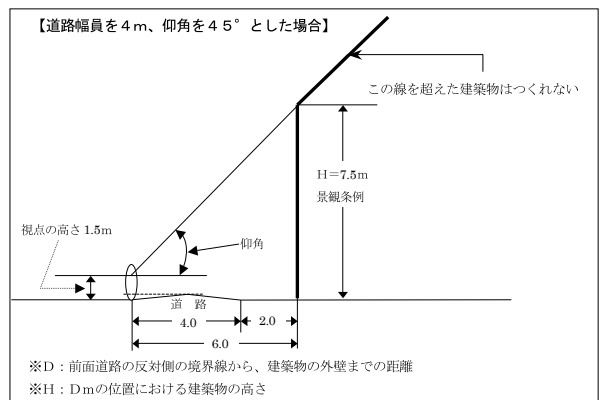 【道路幅員を４ｍ、仰角を４５°とした場合】
この線を超えた建築物はつくれない
H＝7.5m
景観条例
視点の高さ 1.5m
仰角
道　路
4.0
2.0
6.0
※D：前面道路の反対側の境界線から、建築物の外壁までの距離
※H：Dｍの位置における建築物の高さ